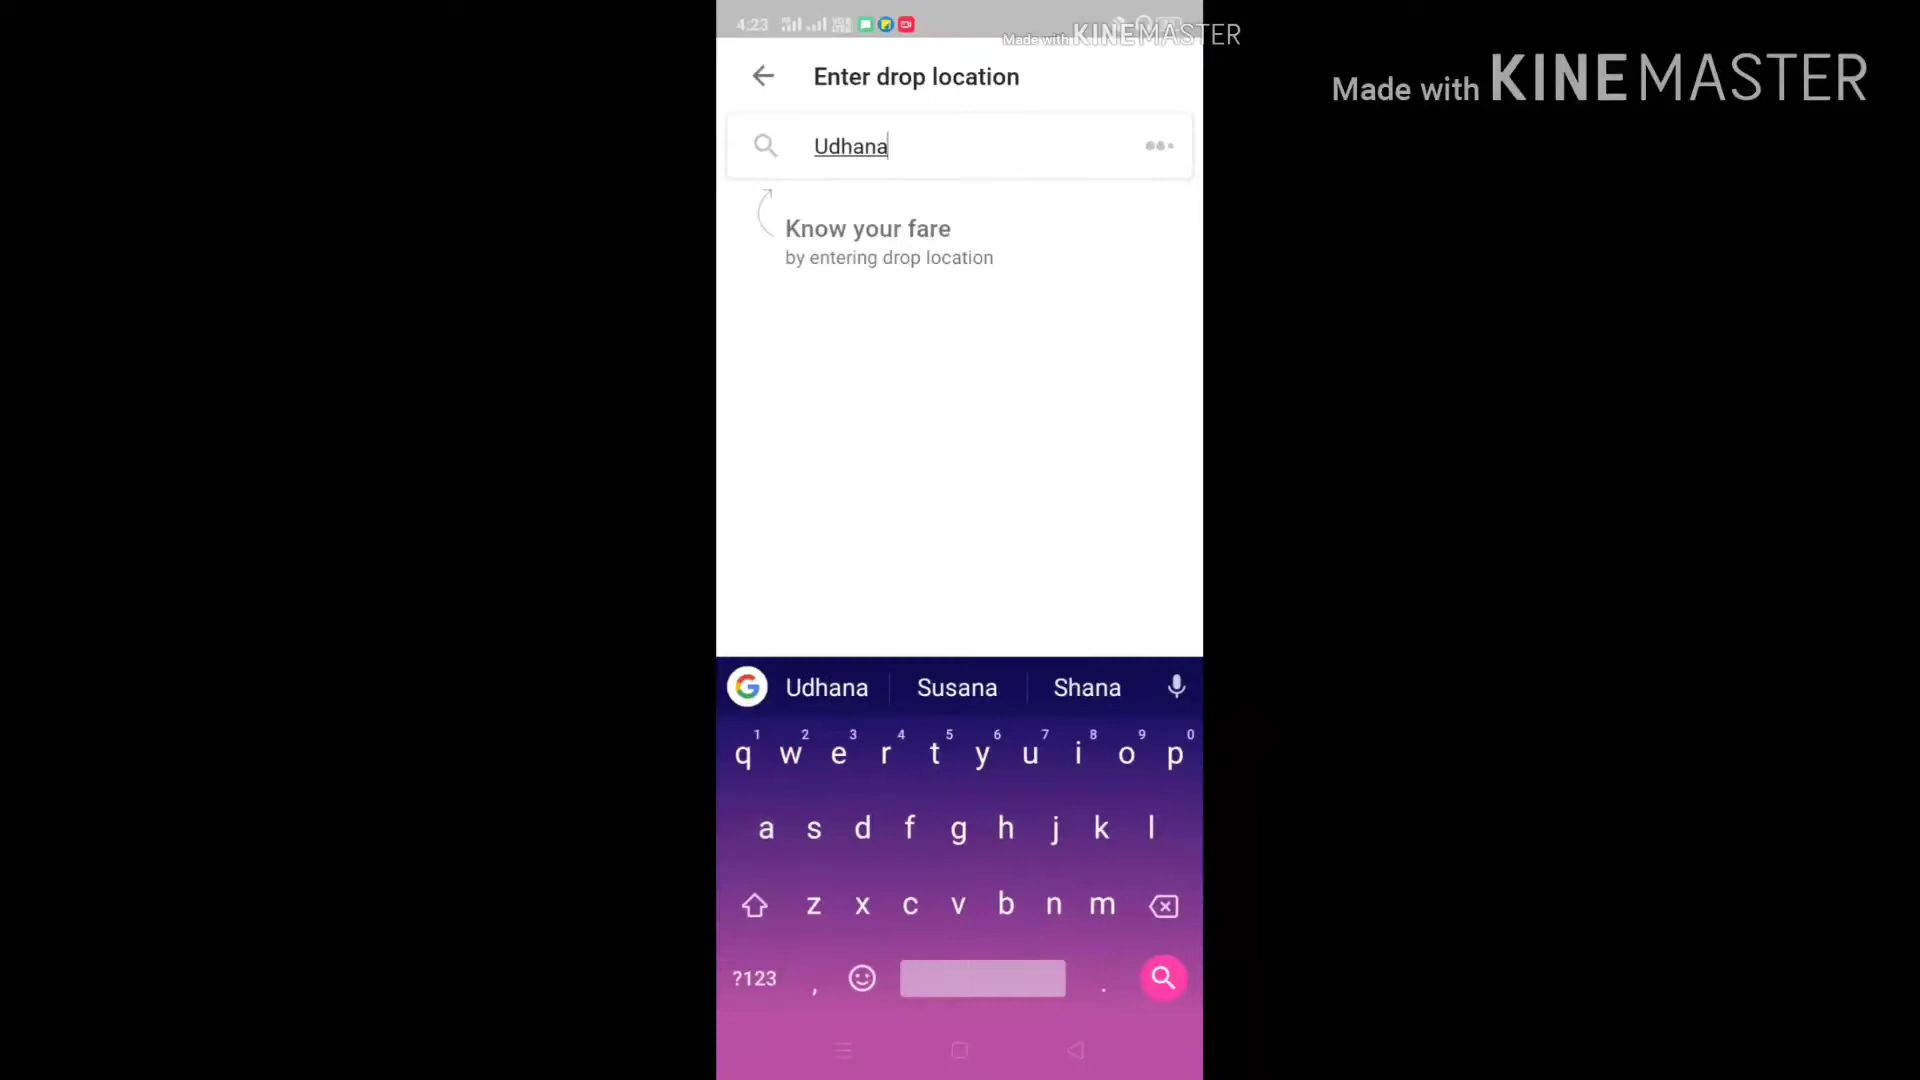 4:23
Made with KINEMASTER
Made with KINEMASTER
Enter drop location
Udhana
Know your fare
by entering drop location
G Udhana Susana Shana
1 2 3 4 5 6 7 8 9 0
q w e r t y u i o p
a s d f g h j k l
z x c v b n m
?123 , .